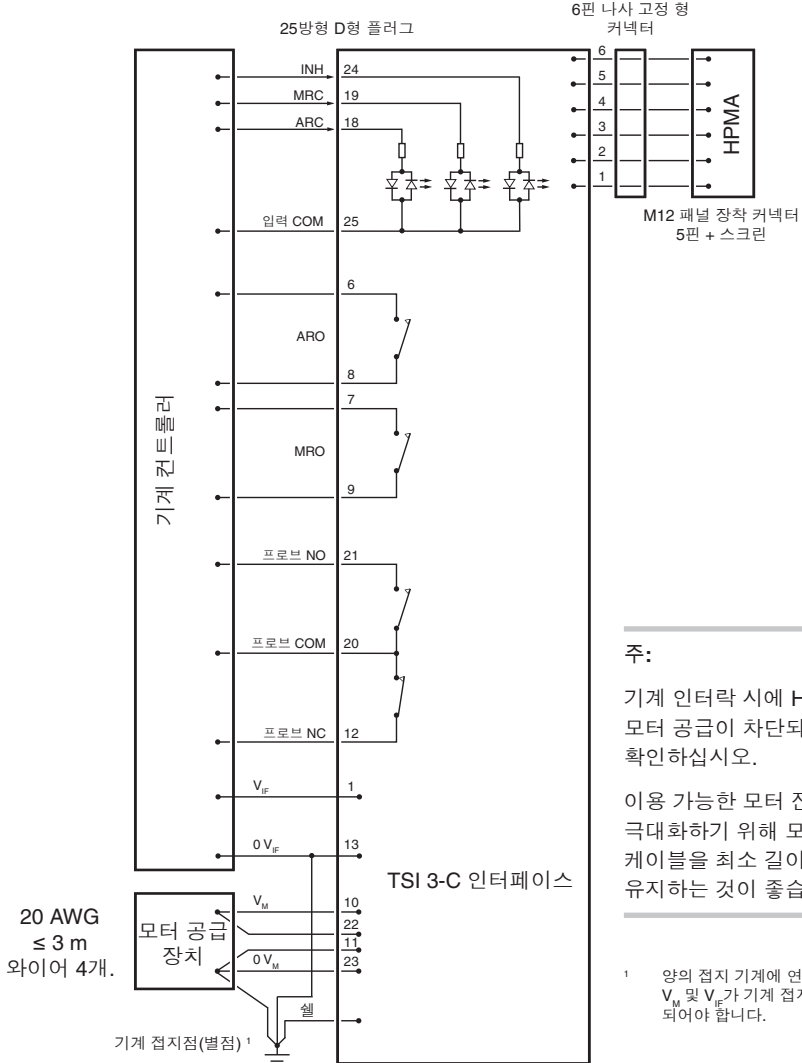 6핀 나사 고정 형
커넥터
25방형 D형 플러그
6
5
4
3
2
1
HPMA
M12 패널 장착 커넥터
5핀 + 스크린
INH 24
MRC 19
ARC 18
입력 COM 25
6
ARO
8
7
MRO
9
기계 컨트롤러
프로브 NO 21
프로브 COM 20
프로브 NC 12
V_IF 1
0 V_IF 13
TSI 3-C 인터페이스
20 AWG
≤ 3 m
와이어 4개.
모터 공급
장치
V_M 10
22
11
0 V_M 23
쉘
기계 접지점(별점) ¹
주:
기계 인터락 시에 H
모터 공급이 차단되
확인하십시오.
이용 가능한 모터 전
극대화하기 위해 모
케이블을 최소 길이
유지하는 것이 좋습
¹ 양의 접지 기계에 연
V_M 및 V_IF가 기계 접지
되어야 합니다.